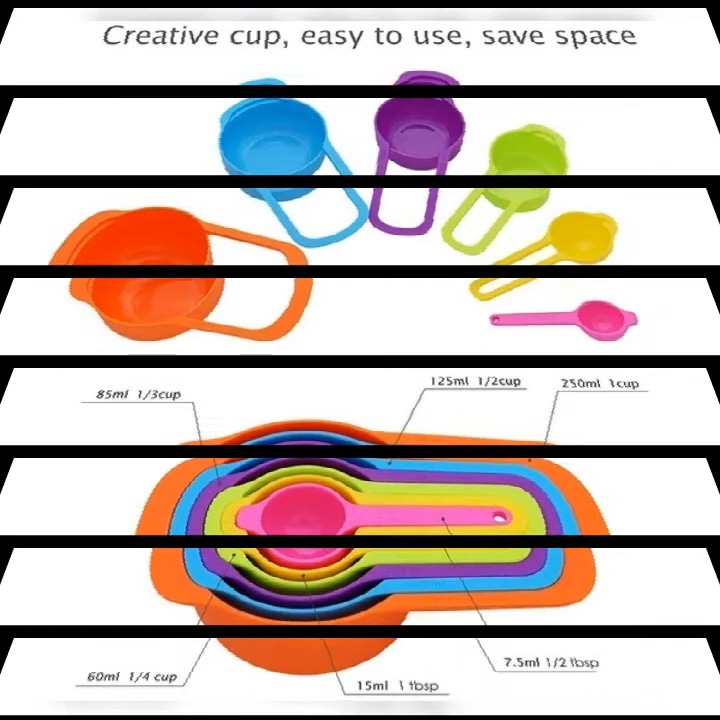 Creative cup, easy to use, save space
85ml 1/3cup
125ml 1/2cup
250ml 1cup
60ml 1/4 cup
15ml 1 tbsp
7.5ml 1/2 tbsp